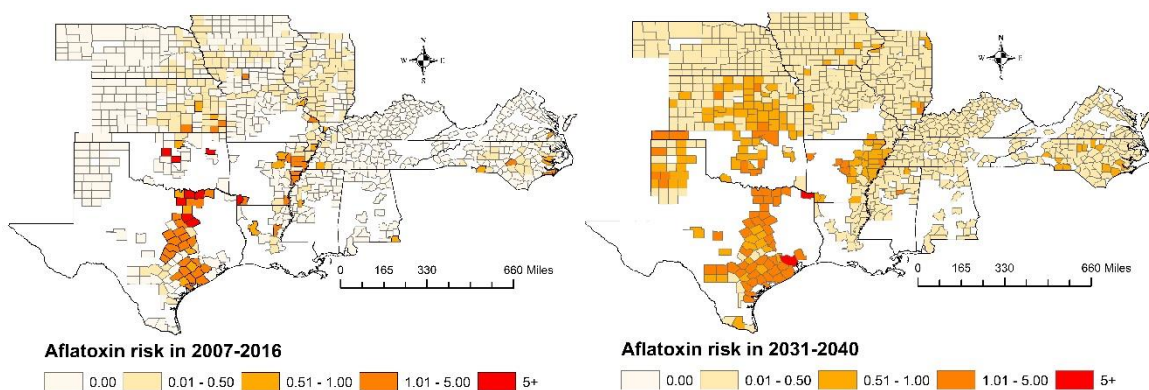 N
W E
S
0 165 330 660 Miles
Aflatoxin risk in 2007-2016
0.00 0.01 - 0.50 0.51 - 1.00 1.01 - 5.00 5+
N
W E
S
0 165 330 660 Miles
Aflatoxin risk in 2031-2040
0.00 0.01 - 0.50 0.51 - 1.00 1.01 - 5.00 5+